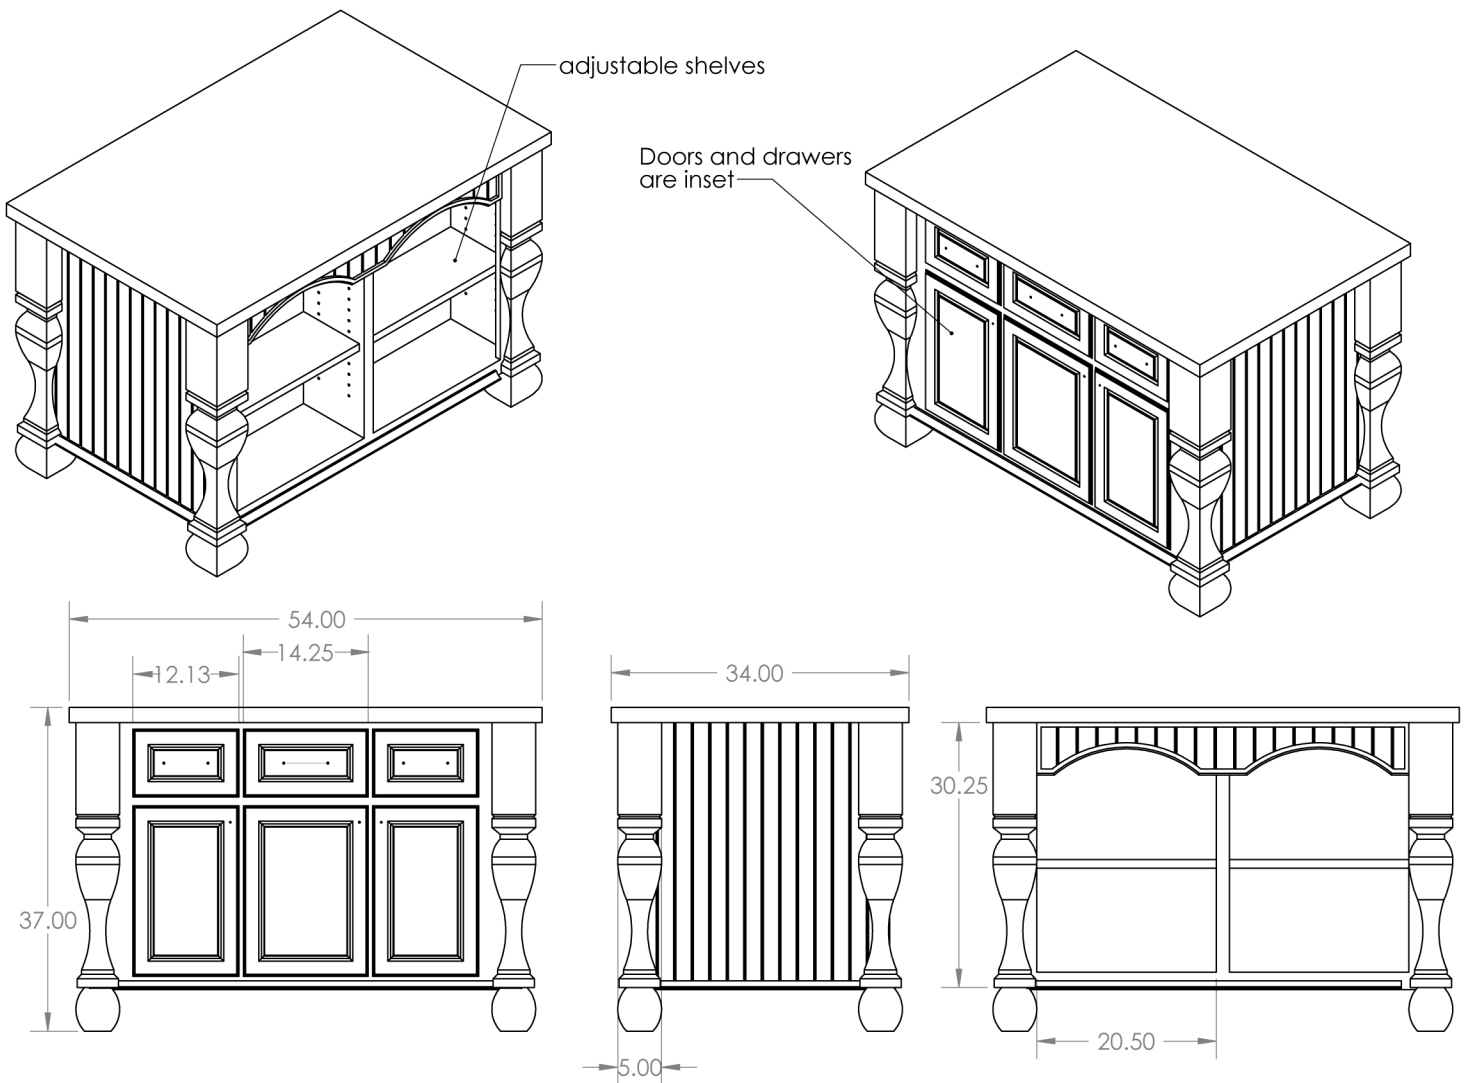 adjustable shelves
Doors and drawers
are inset
54.00
14.25
12.13
34.00
30.25
37.00
20.50
5.00